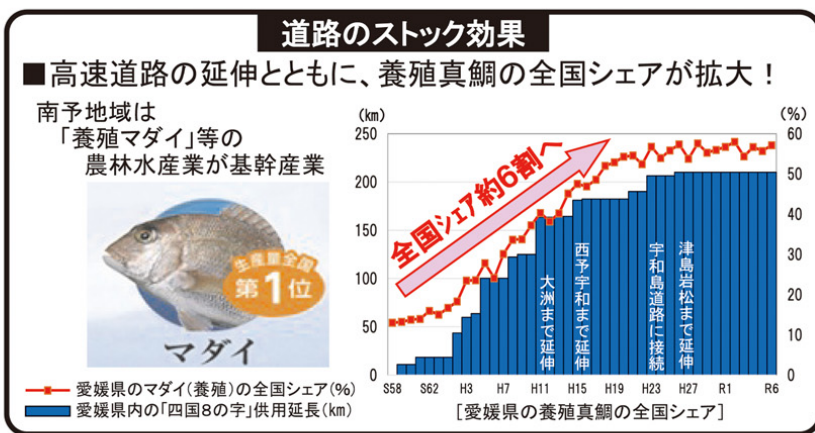 道路のストック効果
■高速道路の延伸とともに、養殖真鯛の全国シェアが拡大！
南予地域は
「養殖マダイ」等の
農林水産業が基幹産業
生産量全国
第1位
マダイ
(km)
(%)
250
200
150
100
50
0
60
50
40
30
20
10
0
全国シェア約6割へ
大洲まで延伸
西予宇和まで延伸
宇和島道路に接続
津島岩松まで延伸
S58 S62 H3 H7 H11 H15 H19 H23 H27 R1 R6
愛媛県のマダイ(養殖)の全国シェア(%)
愛媛県内の「四国8の字」供用延長(km)
[愛媛県の養殖真鯛の全国シェア]